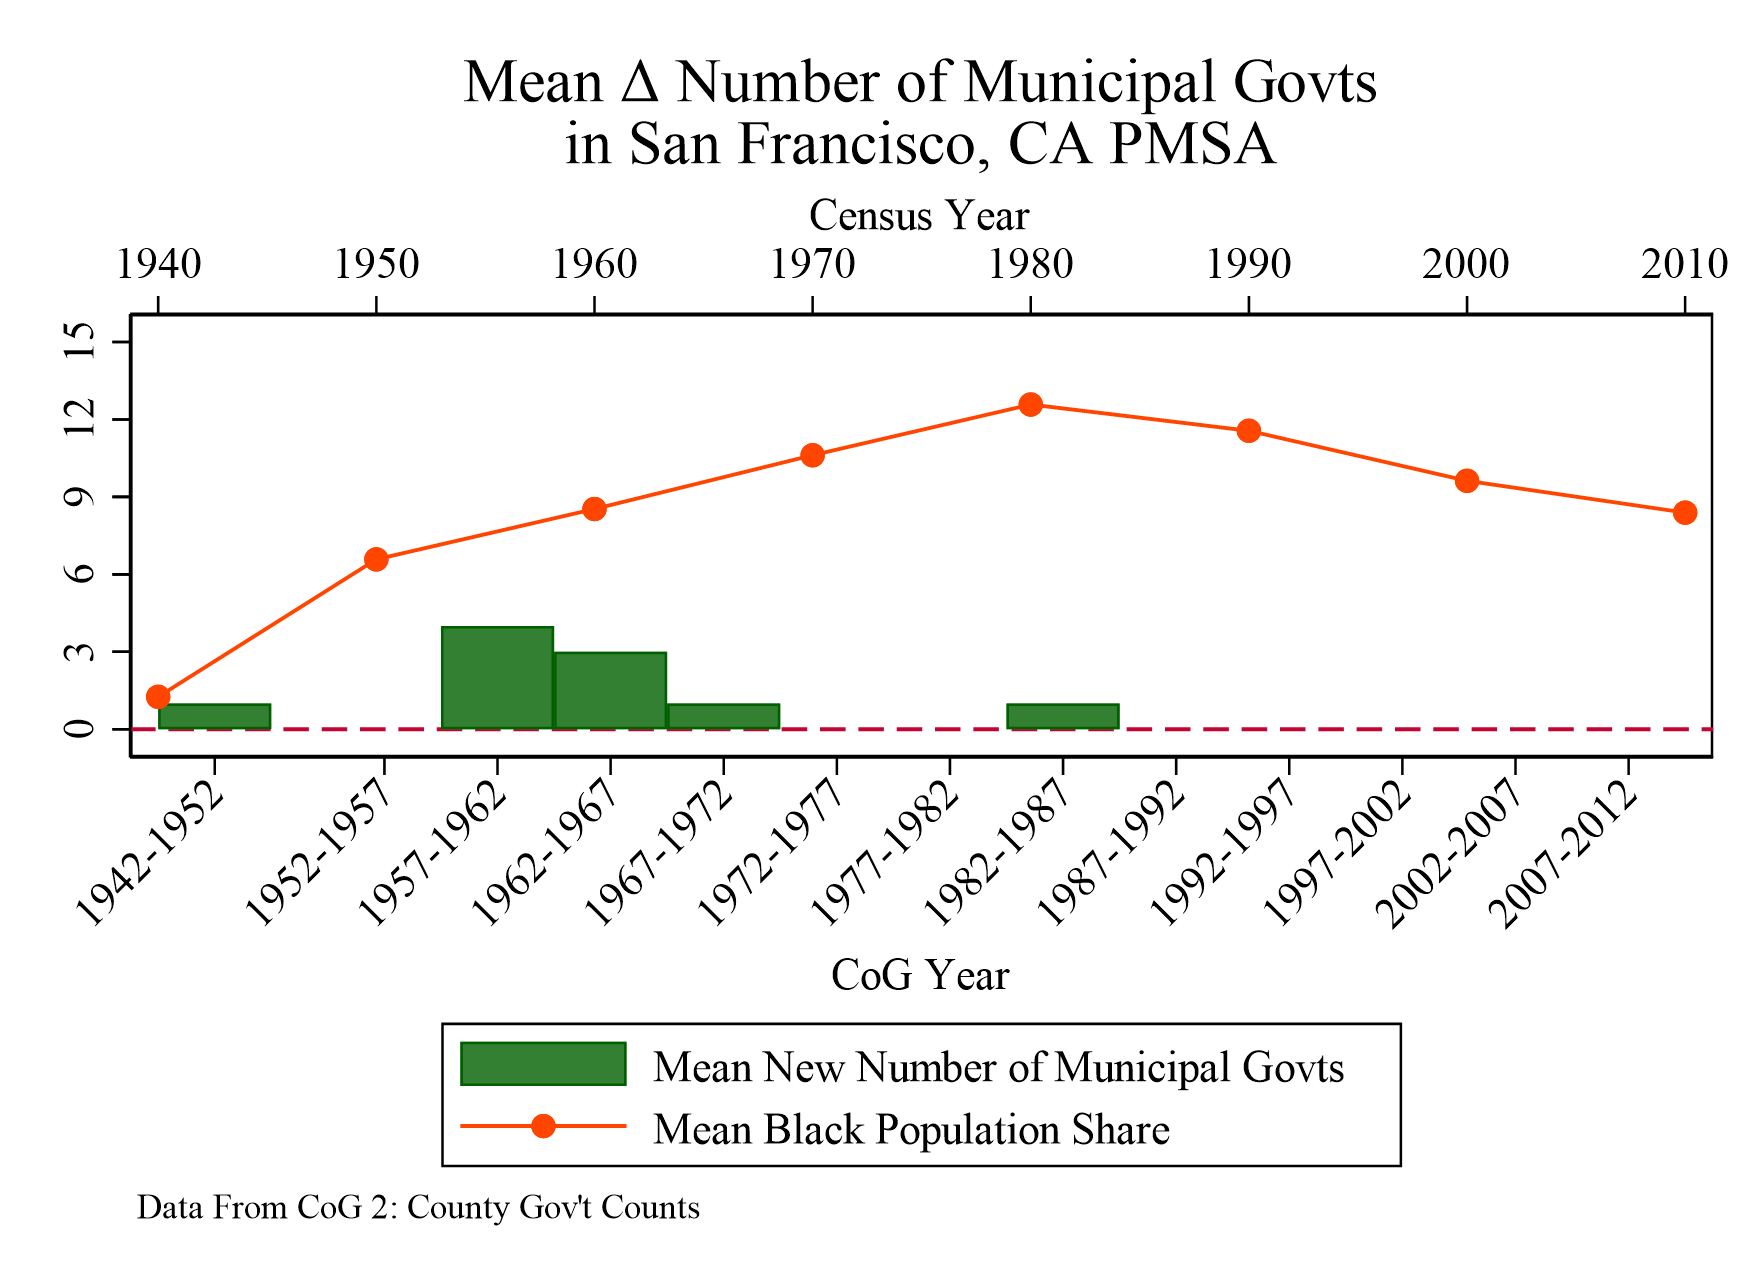 Mean Δ Number of Municipal Govts
in San Francisco, CA PMSA
Census Year
1940 1950 1960 1970 1980 1990 2000 2010
15
12
9
6
3
0
1942-1952 1952-1957 1957-1962 1962-1967 1967-1972 1972-1977 1977-1982 1982-1987 1987-1992 1992-1997 1997-2002 2002-2007 2007-2012
CoG Year
Mean New Number of Municipal Govts
Mean Black Population Share
Data From CoG 2: County Gov't Counts